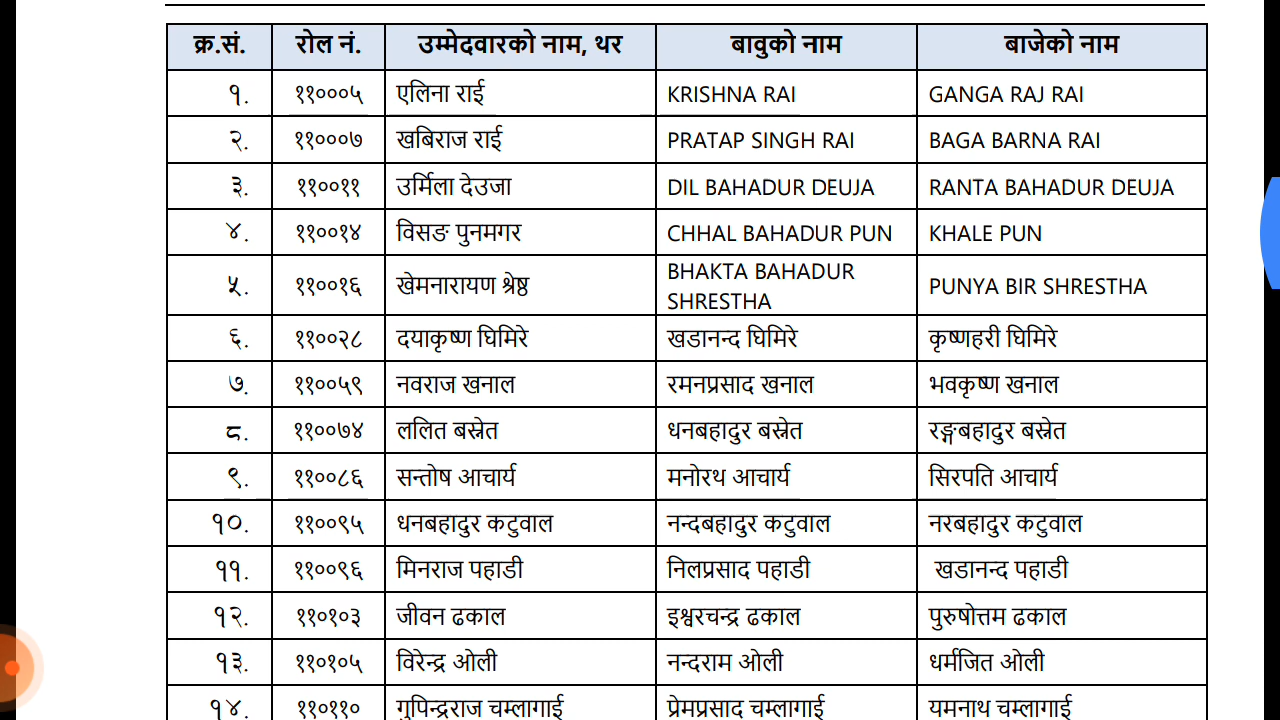 क्र.सं. रोल नं. उम्मेदवारको नाम, थर बावुको नाम बाजेको नाम
१. ११०००५ एलिना राई KRISHNA RAI GANGA RAJ RAI
२. ११०००७ खबिराज राई PRATAP SINGH RAI BAGA BARNA RAI
३. ११००११ उर्मिला देउजा DIL BAHADUR DEUJA RANTA BAHADUR DEUJA
४. ११००१४ विसङ पुनमगर CHHAL BAHADUR PUN KHALE PUN
५. ११००१६ खेमनारायण श्रेष्ठ BHAKTA BAHADUR SHRESTHA PUNYA BIR SHRESTHA
६. ११००२८ दयाकृष्ण घिमिरे खडानन्द घिमिरे कृष्णहरी घिमिरे
७. ११००५९ नवराज खनाल रमनप्रसाद खनाल भवकृष्ण खनाल
८. ११००७४ ललित बस्नेत धनबहादुर बस्नेत रङ्गबहादुर बस्नेत
९. ११००८६ सन्तोष आचार्य मनोरथ आचार्य सिरपति आचार्य
१०. ११००९५ धनबहादुर कटुवाल नन्दबहादुर कटुवाल नरबहादुर कटुवाल
११. ११००९६ मिनराज पहाडी निलप्रसाद पहाडी खडानन्द पहाडी
१२. ११०१०३ जीवन ढकाल इश्वरचन्द्र ढकाल पुरुषोत्तम ढकाल
१३. ११०१०५ विरेन्द्र ओली नन्दराम ओली धर्मजित ओली
१४. ११०११० गुपिन्द्रराज चम्लागाई प्रेमप्रसाद चम्लागाई यमनाथ चम्लागाई